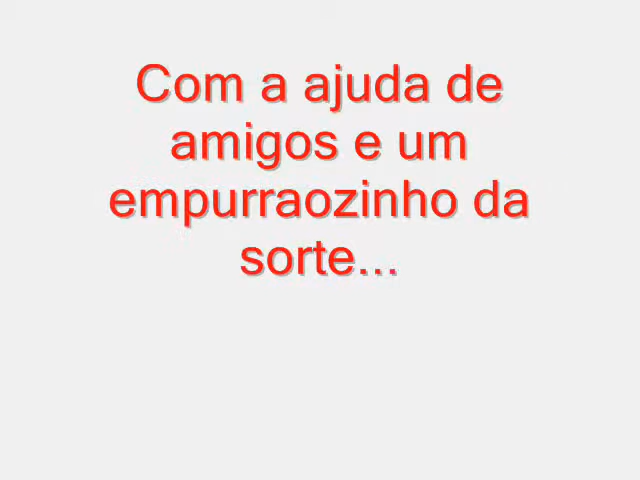 Com a ajuda de
amigos e um
empurraozinho da
sorte...